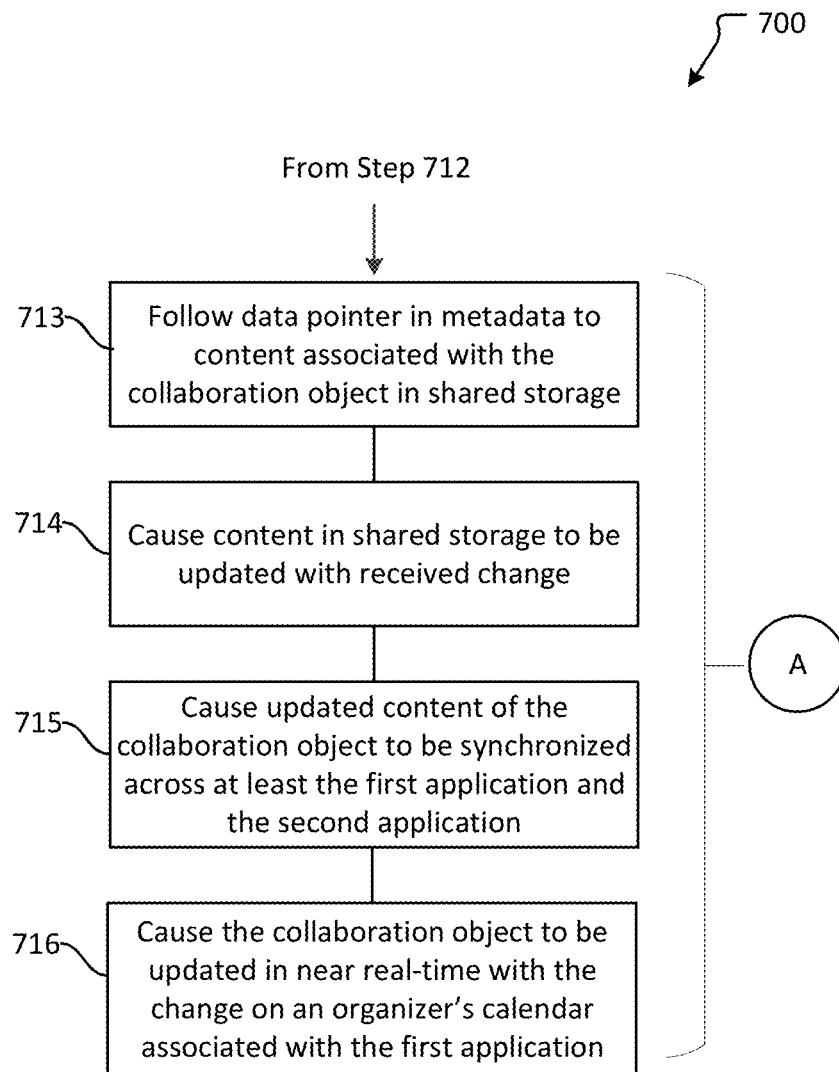 700
From Step 712
713
Follow data pointer in metadata to
content associated with the
collaboration object in shared storage
714
Cause content in shared storage to be
updated with received change
A
715
Cause updated content of the
collaboration object to be synchronized
across at least the first application and
the second application
716
Cause the collaboration object to be
updated in near real-time with the
change on an organizer's calendar
associated with the first application